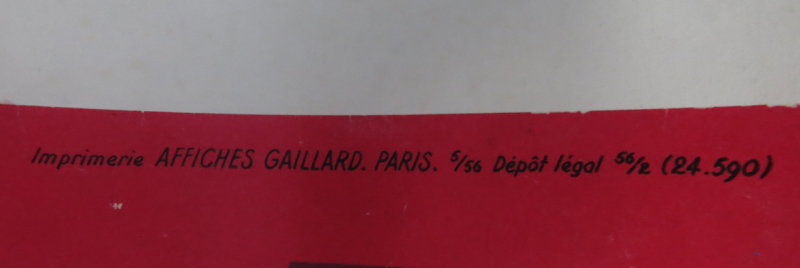 Imprimerie AFFICHES GAILLARD. PARIS. 5/56 Dépôt légal 56/2 (24.590)